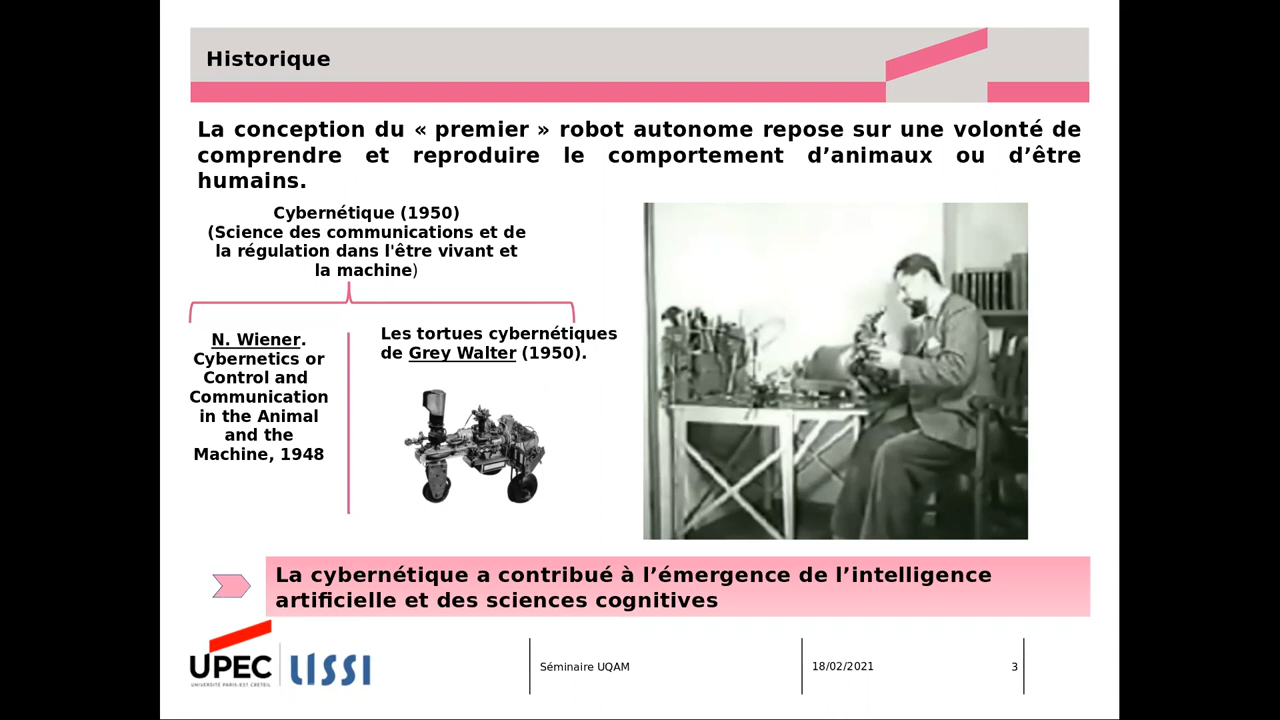 Historique
La conception du « premier » robot autonome repose sur une volonté de
comprendre et reproduire le comportement d’animaux ou d’être
humains.
Cybernétique (1950)
(Science des communications et de
la régulation dans l'être vivant et
la machine)
N. Wiener.
Cybernetics or
Control and
Communication
in the Animal
and the
Machine, 1948
Les tortues cybernétiques
de Grey Walter (1950).
La cybernétique a contribué à l’émergence de l’intelligence
artificielle et des sciences cognitives
UPEC
UNIVERSITÉ PARIS-EST CRÉTEIL
LISSI
Séminaire UQAM
18/02/2021
3